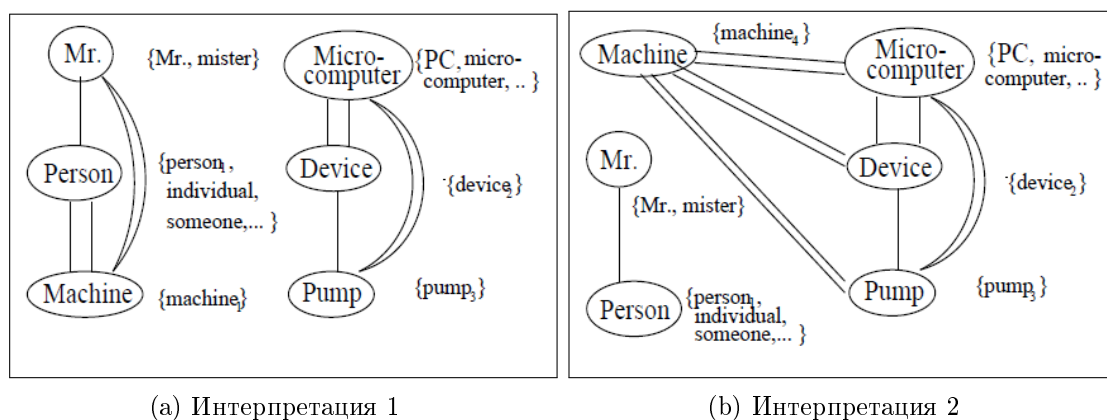 Mr.
{Mr., mister}
Person
{person₁,
individual,
someone,... }
Machine
{machine₁}
Micro-
computer
{PC, micro-
computer, .. }
Device
{device₂}
Pump
{pump₃}
(a) Интерпретация 1
Machine
{machine₄}
Micro-
computer
{PC, micro-
computer, .. }
Mr.
{Mr., mister}
Device
{device₂}
Person
{person₁,
individual,
someone,... }
Pump
{pump₃}
(b) Интерпретация 2